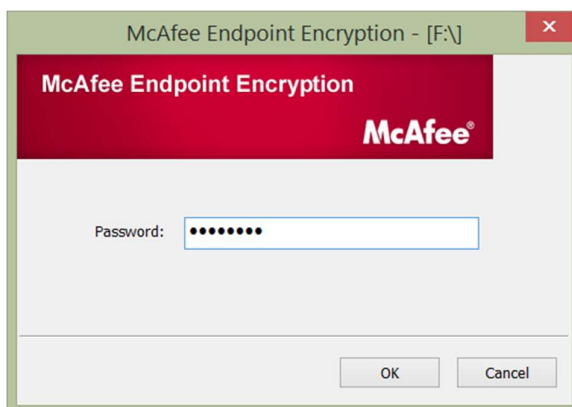 McAfee Endpoint Encryption - [F:\]
McAfee Endpoint Encryption
McAfee®
Password: ••••••••
OK Cancel